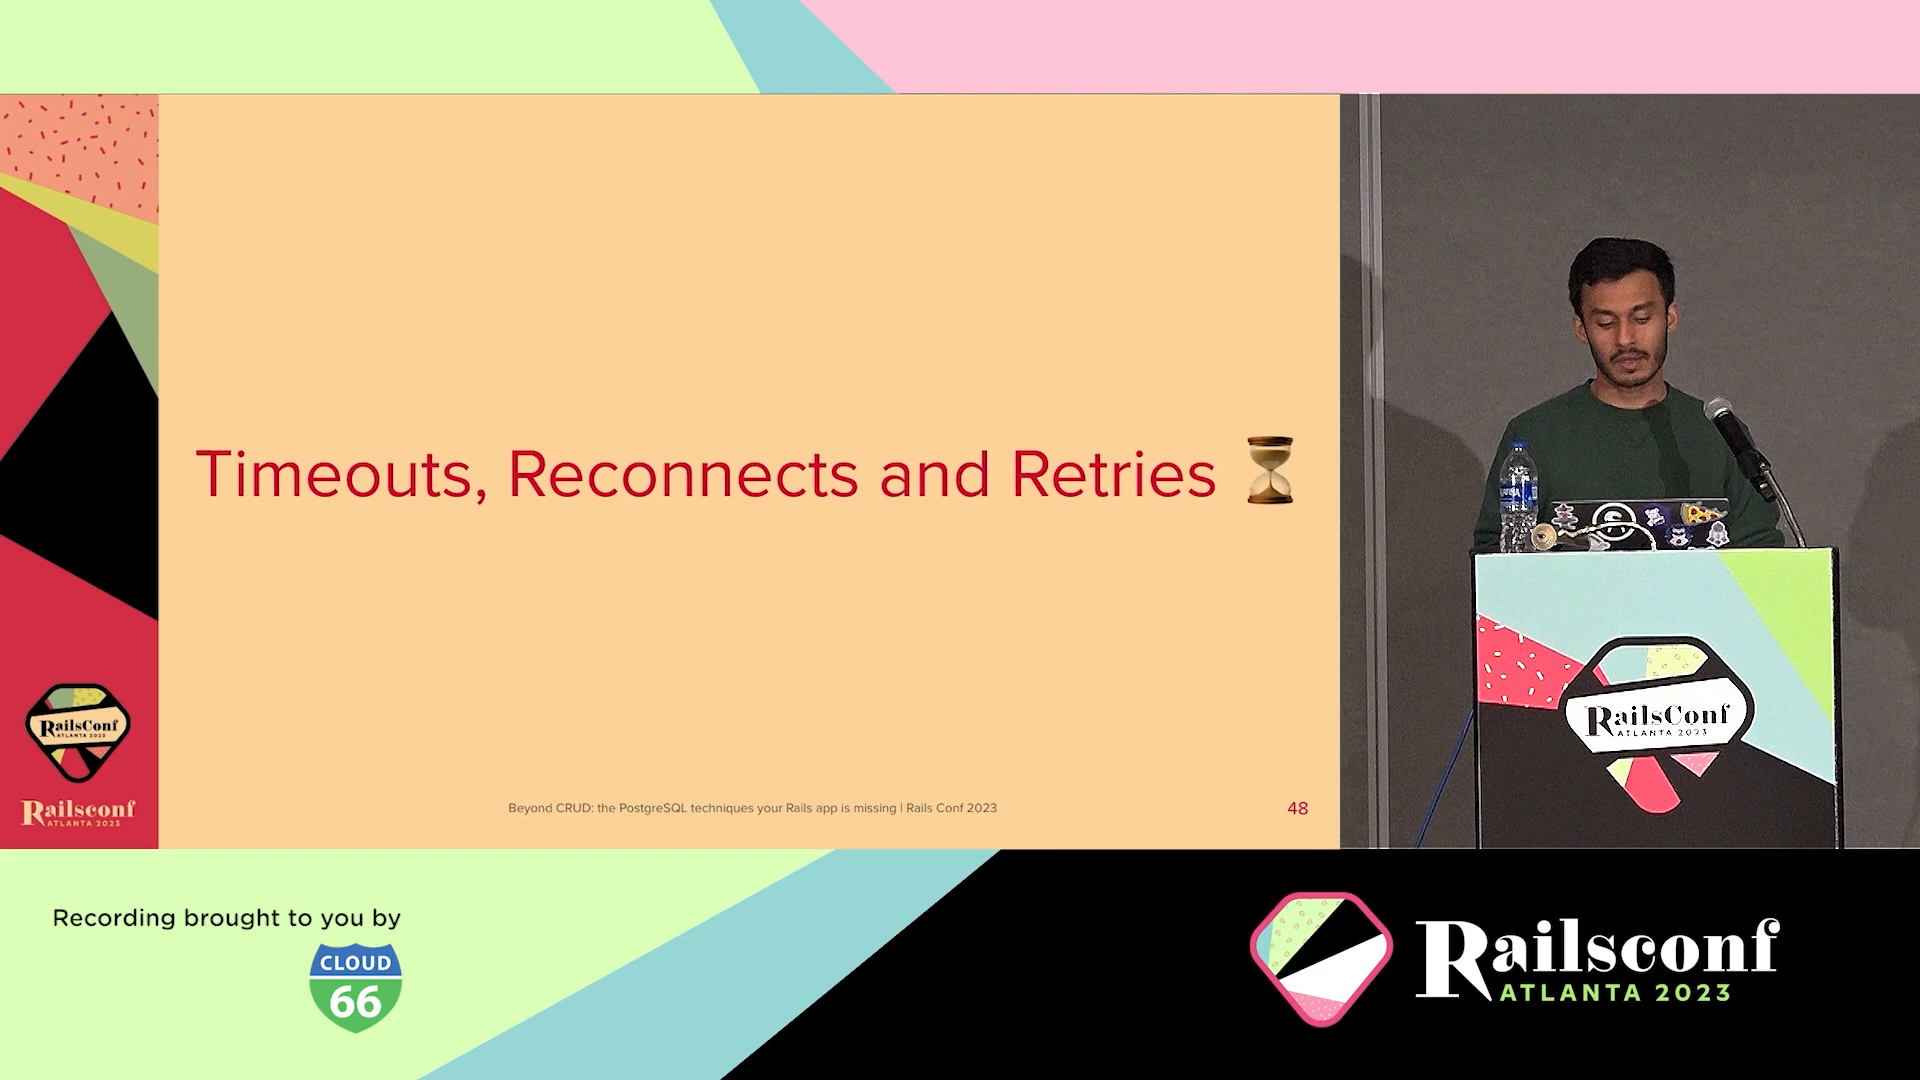 Timeouts, Reconnects and Retries
RailsConf
ATLANTA 2023
Railsconf
ATLANTA 2023
Beyond CRUD: the PostgreSQL techniques your Rails app is missing | Rails Conf 2023
48
RailsConf
ATLANTA 2023
Recording brought to you by
CLOUD
66
Railsconf
ATLANTA 2023